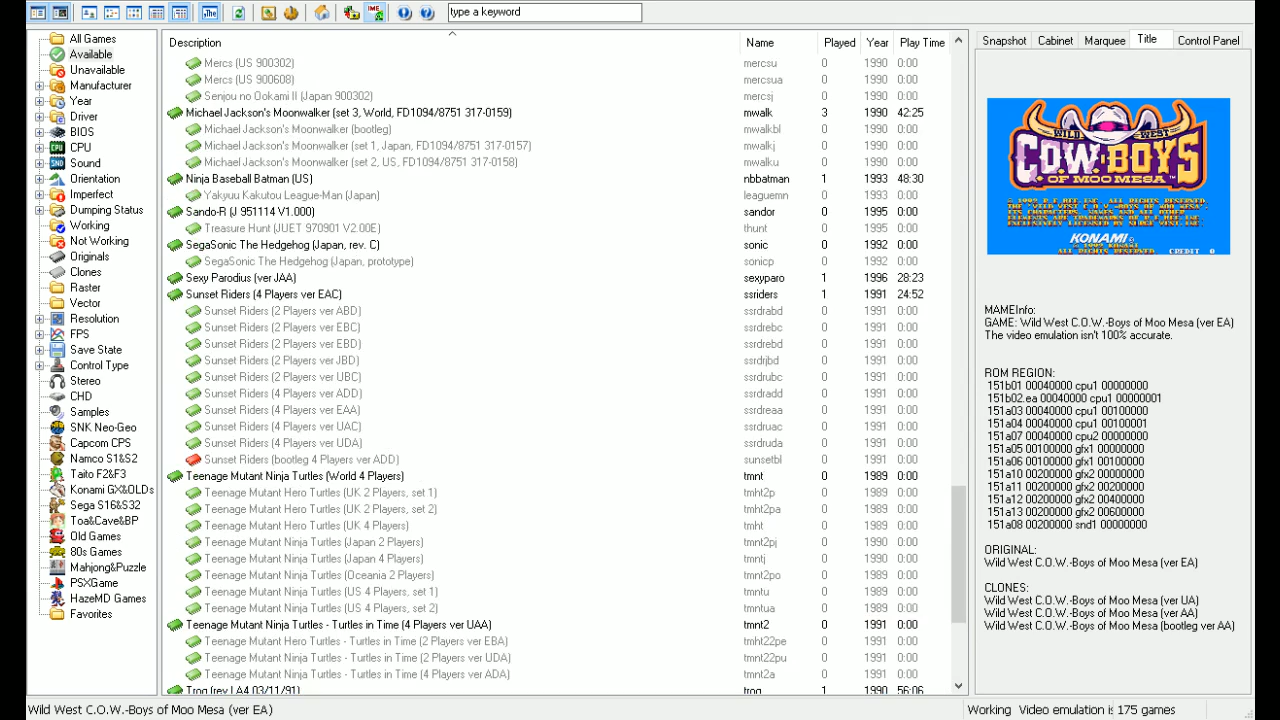 type a keyword
All Games
Available
Unavailable
Manufacturer
Year
Driver
BIOS
CPU
Sound
Orientation
Imperfect
Dumping Status
Working
Not Working
Originals
Clones
Raster
Vector
Resolution
FPS
Save State
Control Type
Stereo
CHD
Samples
SNK Neo-Geo
Capcom CPS
Namco S1&S2
Taito F2&F3
Konami GX&OLDs
Sega S16&S32
Toa&Cave&BP
Old Games
80s Games
Mahjong&Puzzle
PSXGame
HazeMD Games
Favorites
Description Name Played Year Play Time
Mercs (US 900302) mercsu 0 1990 0:00
Mercs (US 900608) mercsua 0 1990 0:00
Senjou no Ookami II (Japan 900302) mercsj 0 1990 0:00
Michael Jackson's Moonwalker (set 3, World, FD1094/8751 317-0159) mwalk 3 1990 42:25
Michael Jackson's Moonwalker (bootleg) mwalkbl 0 1990 0:00
Michael Jackson's Moonwalker (set 1, Japan, FD1094/8751 317-0157) mwalkj 0 1990 0:00
Michael Jackson's Moonwalker (set 2, US, FD1094/8751 317-0158) mwalku 0 1990 0:00
Ninja Baseball Batman (US) nbbatman 1 1993 48:30
Yakyuu Kakutou League-Man (Japan) leaguemn 0 1993 0:00
Sando-R (J 951114 V1.000) sandor 0 1995 0:00
Treasure Hunt (JUET 970901 V2.00E) thunt 0 1995 0:00
SegaSonic The Hedgehog (Japan, rev. C) sonic 0 1992 0:00
SegaSonic The Hedgehog (Japan, prototype) sonicp 0 1992 0:00
Sexy Parodius (ver JAA) sexyparo 1 1996 28:23
Sunset Riders (4 Players ver EAC) ssriders 1 1991 24:52
Sunset Riders (2 Players ver ABD) ssrdrabd 0 1991 0:00
Sunset Riders (2 Players ver EBC) ssrdrebc 0 1991 0:00
Sunset Riders (2 Players ver EBD) ssrdrebd 0 1991 0:00
Sunset Riders (2 Players ver JBD) ssrdrjbd 0 1991 0:00
Sunset Riders (2 Players ver UBC) ssrdrubc 0 1991 0:00
Sunset Riders (4 Players ver ADD) ssrdradd 0 1991 0:00
Sunset Riders (4 Players ver EAA) ssrdreaa 0 1991 0:00
Sunset Riders (4 Players ver UAC) ssrdruac 0 1991 0:00
Sunset Riders (4 Players ver UDA) ssrdruda 0 1991 0:00
Sunset Riders (bootleg 4 Players ver ADD) sunsetbl 0 1991 0:00
Teenage Mutant Ninja Turtles (World 4 Players) tmnt 0 1989 0:00
Teenage Mutant Hero Turtles (UK 2 Players, set 1) tmht2p 0 1989 0:00
Teenage Mutant Hero Turtles (UK 2 Players, set 2) tmht2pa 0 1989 0:00
Teenage Mutant Hero Turtles (UK 4 Players) tmht 0 1989 0:00
Teenage Mutant Ninja Turtles (Japan 2 Players) tmnt2pj 0 1990 0:00
Teenage Mutant Ninja Turtles (Japan 4 Players) tmntj 0 1989 0:00
Teenage Mutant Ninja Turtles (Oceania 2 Players) tmnt2po 0 1989 0:00
Teenage Mutant Ninja Turtles (US 4 Players, set 1) tmntu 0 1989 0:00
Teenage Mutant Ninja Turtles (US 4 Players, set 2) tmntua 0 1989 0:00
Teenage Mutant Ninja Turtles - Turtles in Time (4 Players ver UAA) tmnt2 0 1991 0:00
Teenage Mutant Ninja Turtles - Turtles in Time (2 Players ver EBA) tmht22pe 0 1991 0:00
Teenage Mutant Ninja Turtles - Turtles in Time (2 Players ver UDA) tmnt22pu 0 1991 0:00
Teenage Mutant Ninja Turtles - Turtles in Time (4 Players ver ADA) tmnt2a 0 1991 0:00
Trog (rev LA4 03/11/91) trog 1 1990 56:06
Snapshot Cabinet Marquee Title Control Panel
WILD WEST
C.O.W.-BOYS
OF MOO MESA
KONAMI
© 1992 KONAMI
ALL RIGHTS RESERVED CREDIT 0
MAMEInfo:
GAME: Wild West C.O.W.-Boys of Moo Mesa (ver EA)
The video emulation isn't 100% accurate.
ROM REGION:
151b01 00040000 cpu1 00000000
151b02.ea 00040000 cpu1 00000001
151a03 00040000 cpu1 00100000
151a04 00040000 cpu1 00100001
151a07 00040000 cpu2 00000000
151a05 00100000 gfx1 00000000
151a06 00100000 gfx1 00100000
151a10 00200000 gfx2 00000000
151a11 00200000 gfx2 00200000
151a12 00200000 gfx2 00400000
151a13 00200000 gfx2 00600000
151a08 00200000 snd1 00000000
ORIGINAL:
Wild West C.O.W.-Boys of Moo Mesa (ver EA)
CLONES:
Wild West C.O.W.-Boys of Moo Mesa (ver UA)
Wild West C.O.W.-Boys of Moo Mesa (ver AA)
Wild West C.O.W.-Boys of Moo Mesa (bootleg ver AA)
Wild West C.O.W.-Boys of Moo Mesa (ver EA) Working Video emulation is 175 games